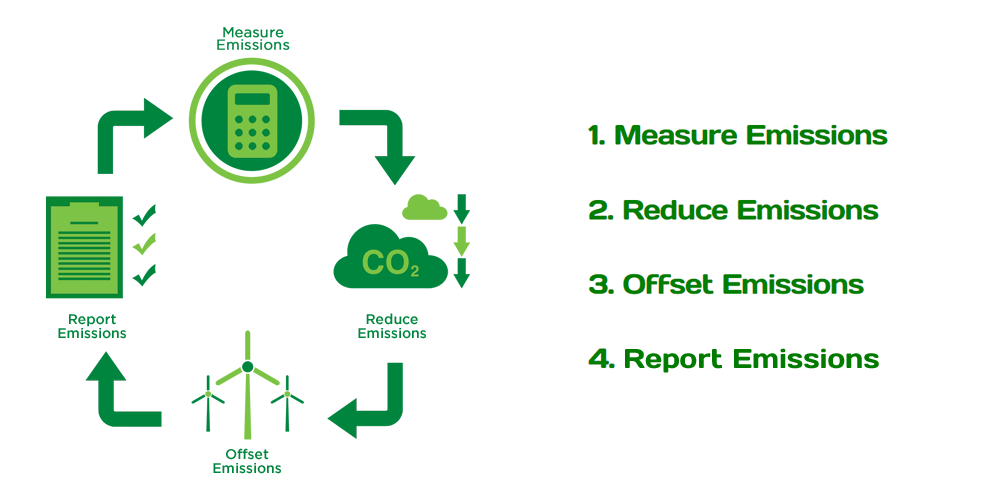 Measure
Emissions
CO2
Reduce
Emissions
Offset
Emissions
Report
Emissions
1. Measure Emissions
2. Reduce Emissions
3. Offset Emissions
4. Report Emissions